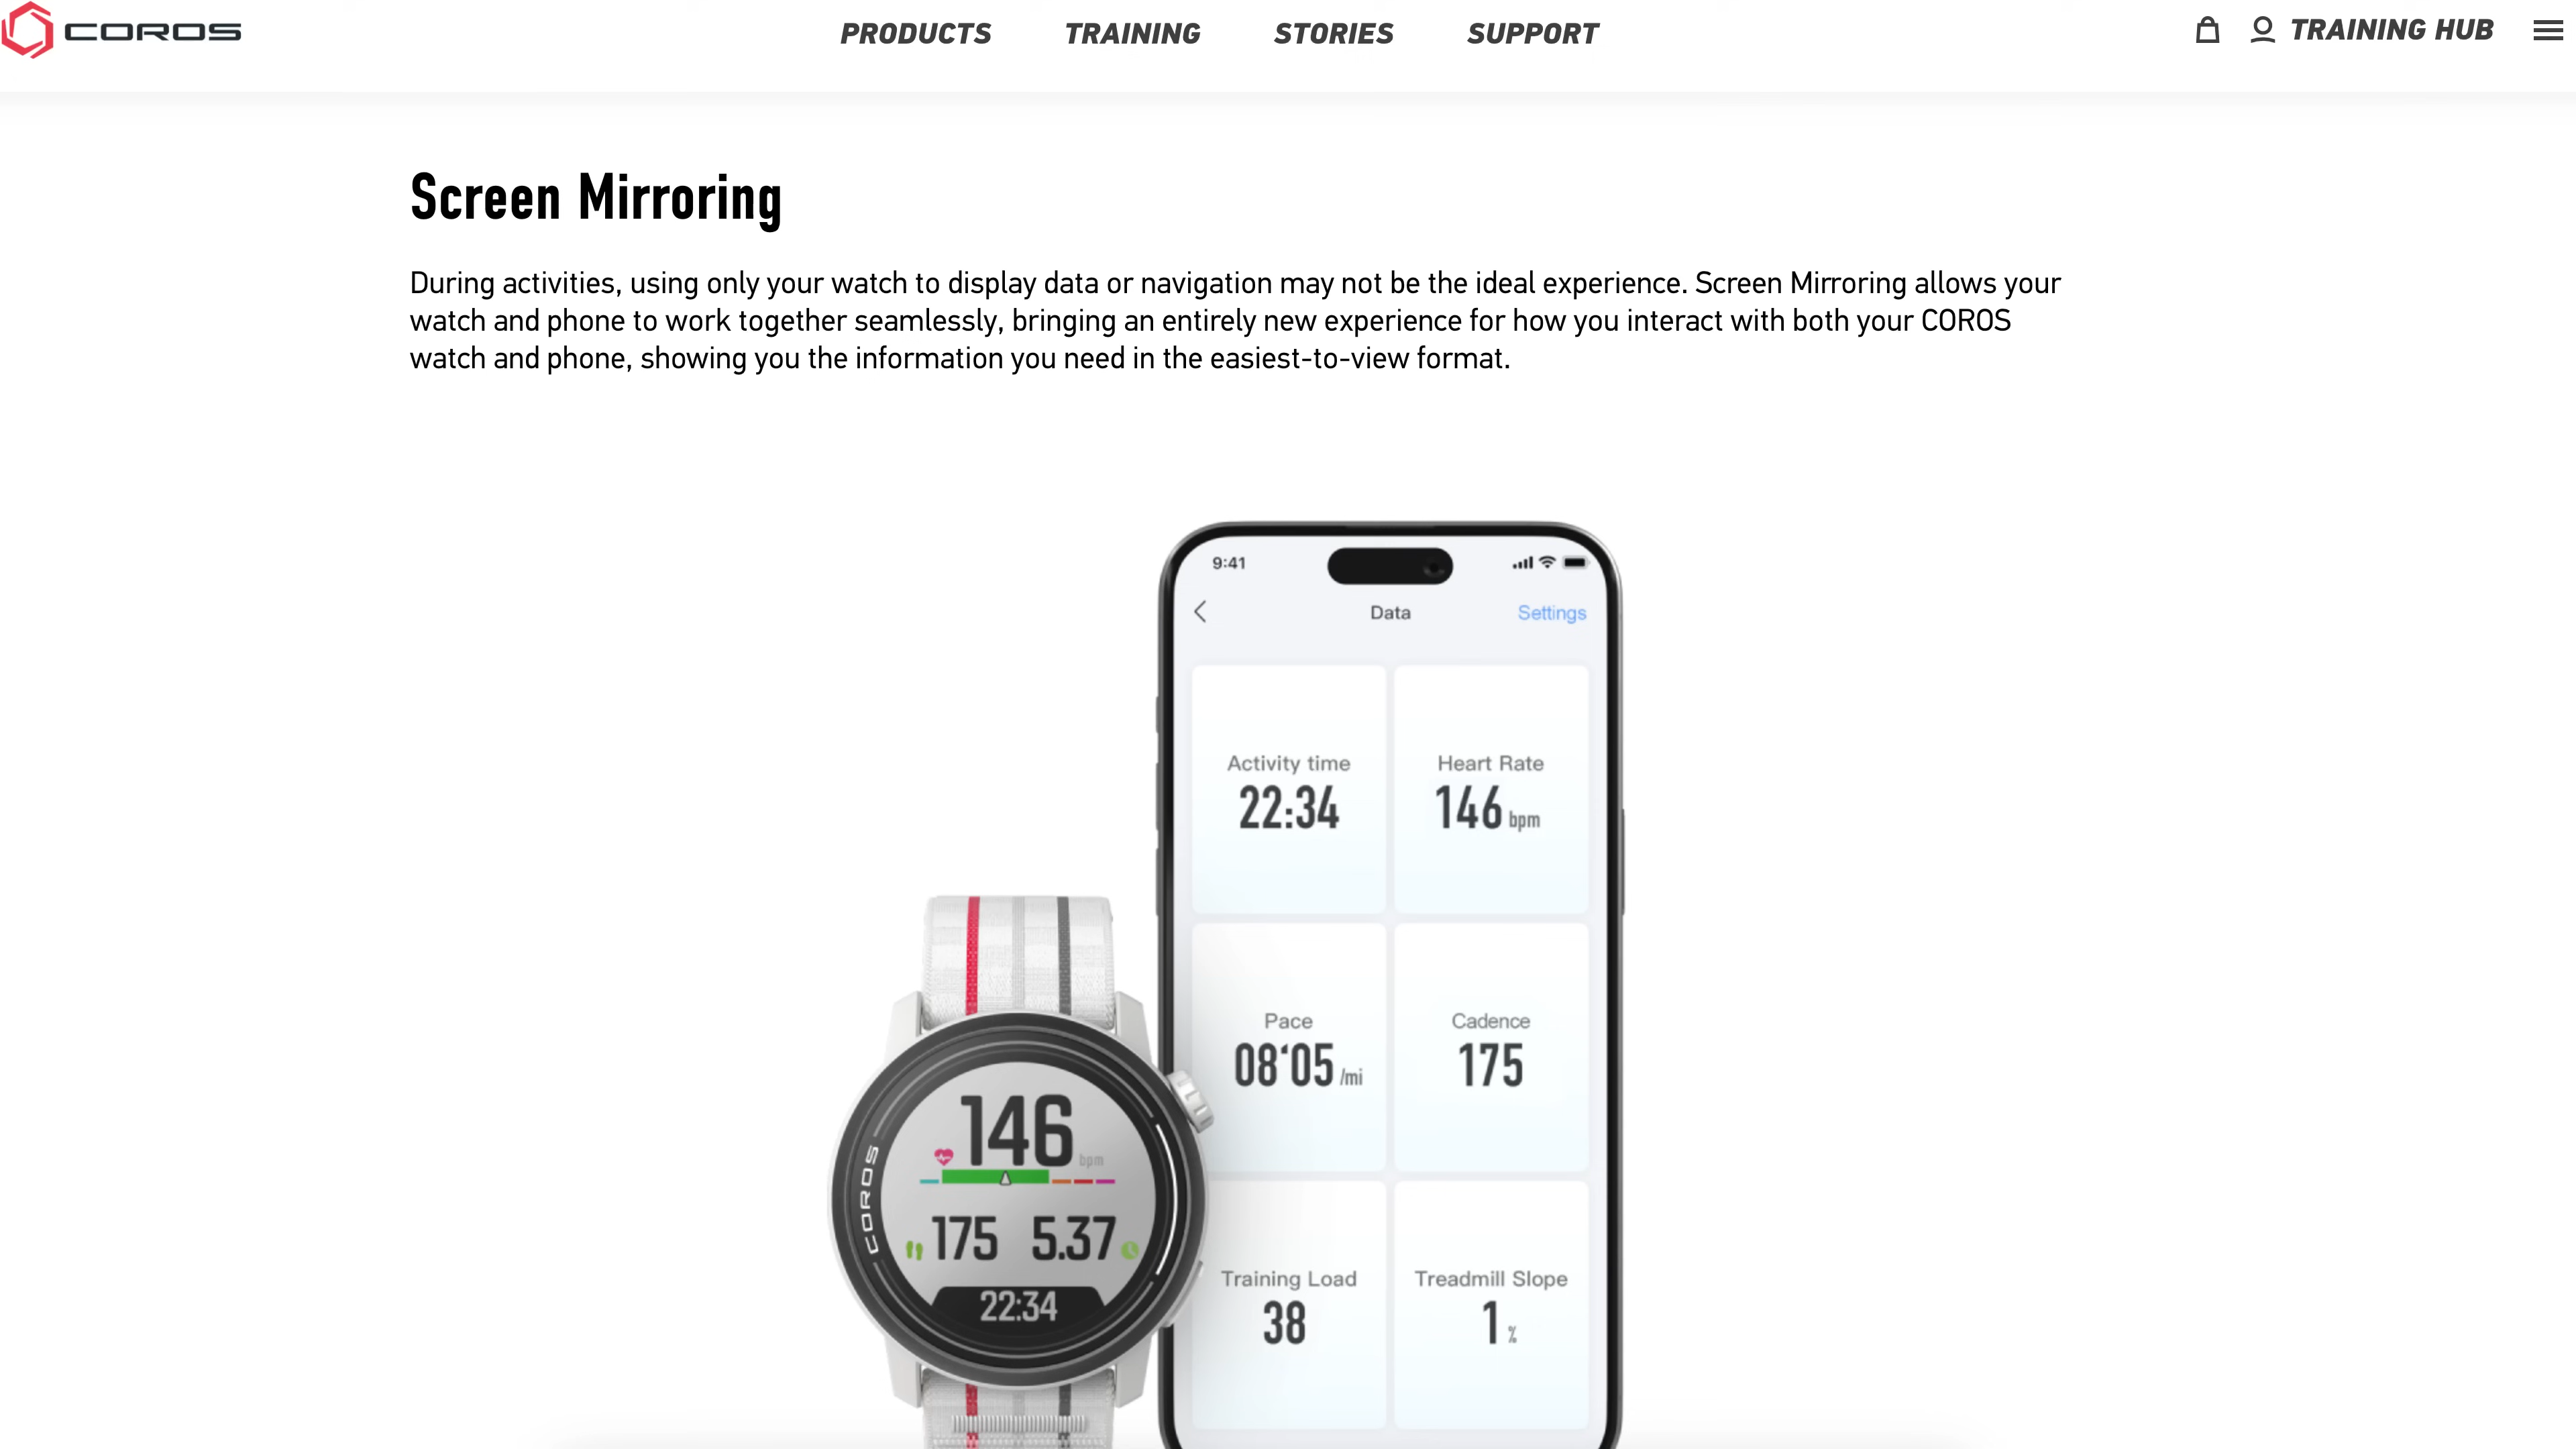 COROS
PRODUCTS TRAINING STORIES SUPPORT
TRAINING HUB
Screen Mirroring
During activities, using only your watch to display data or navigation may not be the ideal experience. Screen Mirroring allows your
watch and phone to work together seamlessly, bringing an entirely new experience for how you interact with both your COROS
watch and phone, showing you the information you need in the easiest-to-view format.
9:41
Data Settings
Activity time
22:34
Heart Rate
146 bpm
Pace
08'05 /mi
Cadence
175
Training Load
38
Treadmill Slope
1 %
COROS
146 bpm
175 5.37
22:34